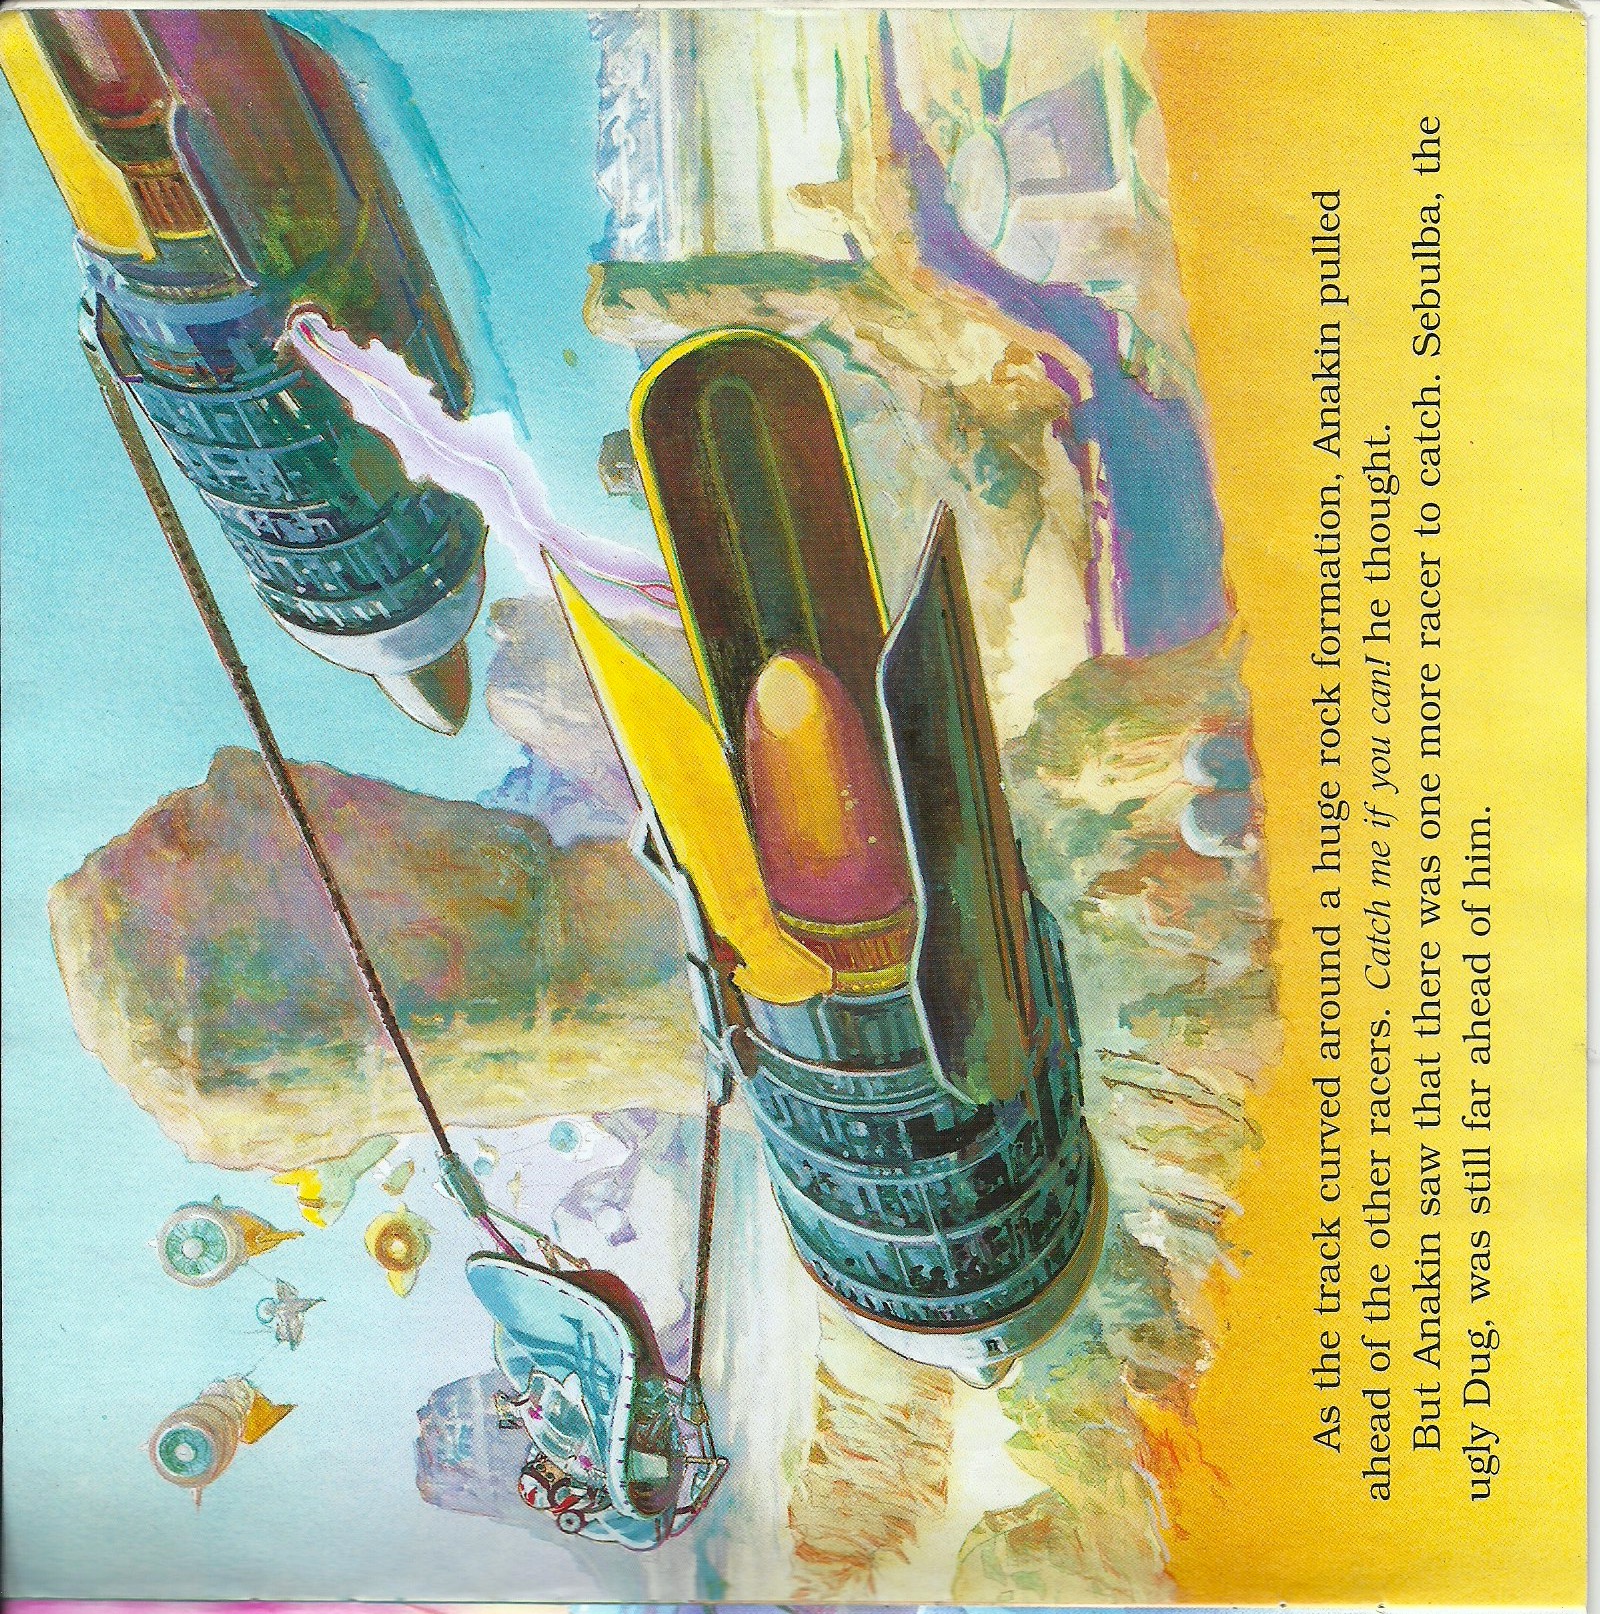 As the track curved around a huge rock formation, Anakin pulled
ahead of the other racers. Catch me if you can! he thought.
But Anakin saw that there was one more racer to catch. Sebulba, the
ugly Dug, was still far ahead of him.